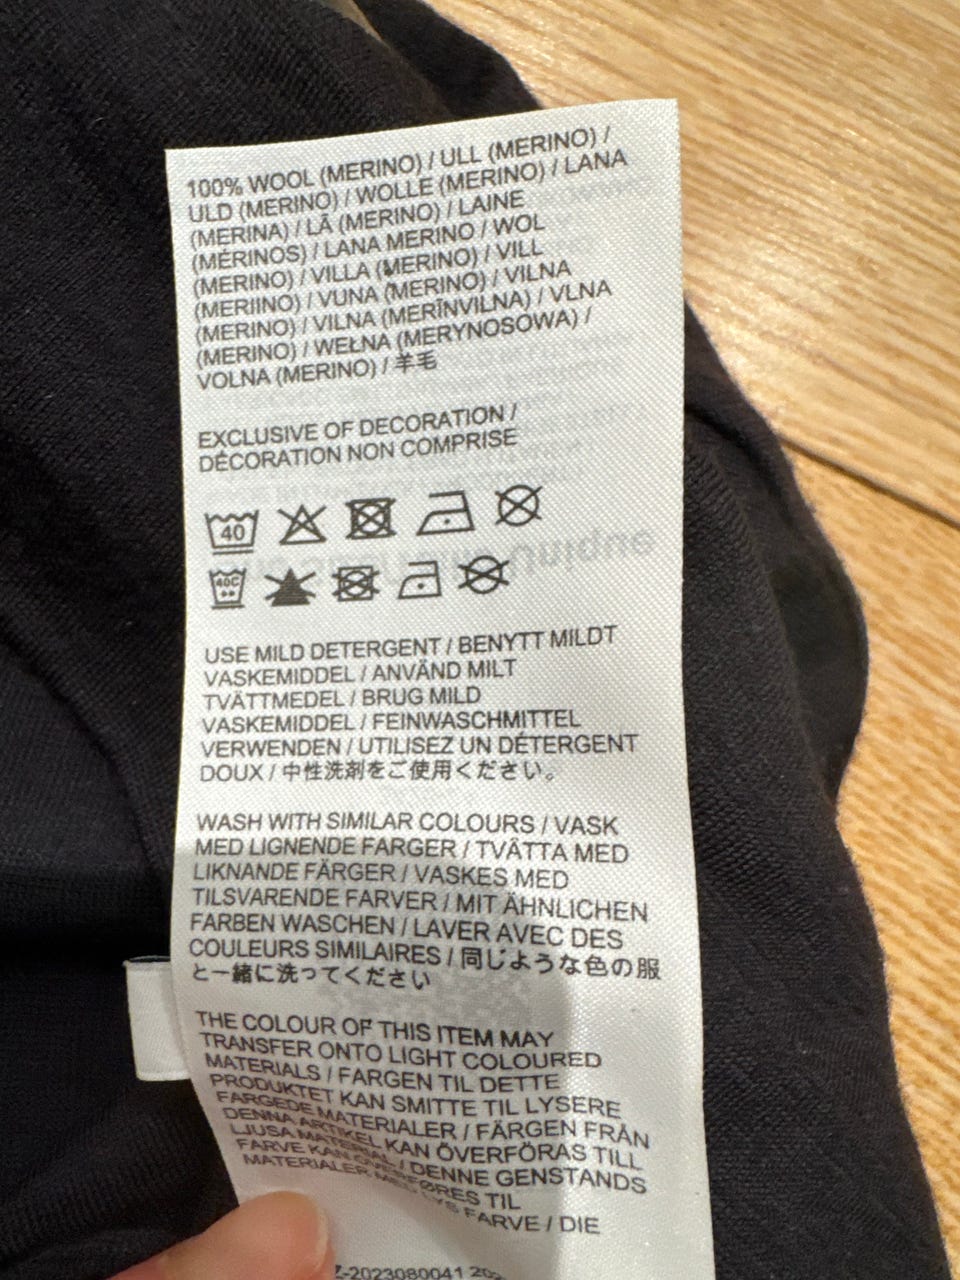 100% WOOL (MERINO) / ULL (MERINO) /
ULD (MERINO) / WOLLE (MERINO) / LANA
(MERINA) / LÃ (MERINO) / LAINE
(MÉRINOS) / LANA MERINO / WOL
(MERINO) / VILLA (MERINO) / VILL
(MERIINO) / VUNA (MERINO) / VILNA
(MERINO) / VILNA (MERĪNVILNA) / VLNA
(MERINO) / WEŁNA (MERYNOSOWA) /
VOLNA (MERINO) / 羊毛
EXCLUSIVE OF DECORATION /
DÉCORATION NON COMPRISE
40
40C
USE MILD DETERGENT / BENYTT MILDT
VASKEMIDDEL / ANVÄND MILT
TVÄTTMEDEL / BRUG MILD
VASKEMIDDEL / FEINWASCHMITTEL
VERWENDEN / UTILISEZ UN DÉTERGENT
DOUX / 中性洗剤をご使用ください。
WASH WITH SIMILAR COLOURS / VASK
MED LIGNENDE FARGER / TVÄTTA MED
LIKNANDE FÄRGER / VASKES MED
TILSVARENDE FARVER / MIT ÄHNLICHEN
FARBEN WASCHEN / LAVER AVEC DES
COULEURS SIMILAIRES / 同じような色の服
と一緒に洗ってください
THE COLOUR OF THIS ITEM MAY
TRANSFER ONTO LIGHT COLOURED
MATERIALS / FARGEN TIL DETTE
PRODUKTET KAN SMITTE TIL LYSERE
FARGEDE MATERIALER / FÄRGEN FRÅN
DENNA ARTIKEL KAN ÖVERFÖRAS TILL
LJUSA MATERIAL / DENNE GENSTANDS
FARVE KAN OVERFØRES TIL
MATERIALER MED LYS FARVE / DIE
Z-2023080041